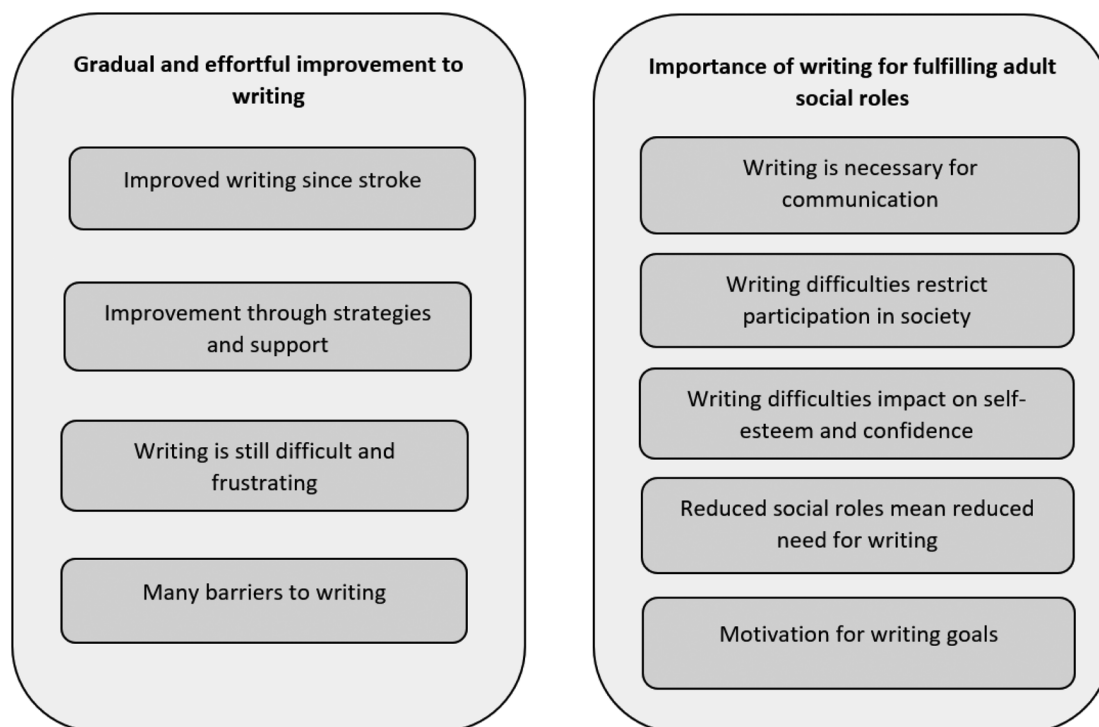 Gradual and effortful improvement to
writing
Improved writing since stroke
Improvement through strategies
and support
Writing is still difficult and
frustrating
Many barriers to writing
Importance of writing for fulfilling adult
social roles
Writing is necessary for
communication
Writing difficulties restrict
participation in society
Writing difficulties impact on self-
esteem and confidence
Reduced social roles mean reduced
need for writing
Motivation for writing goals